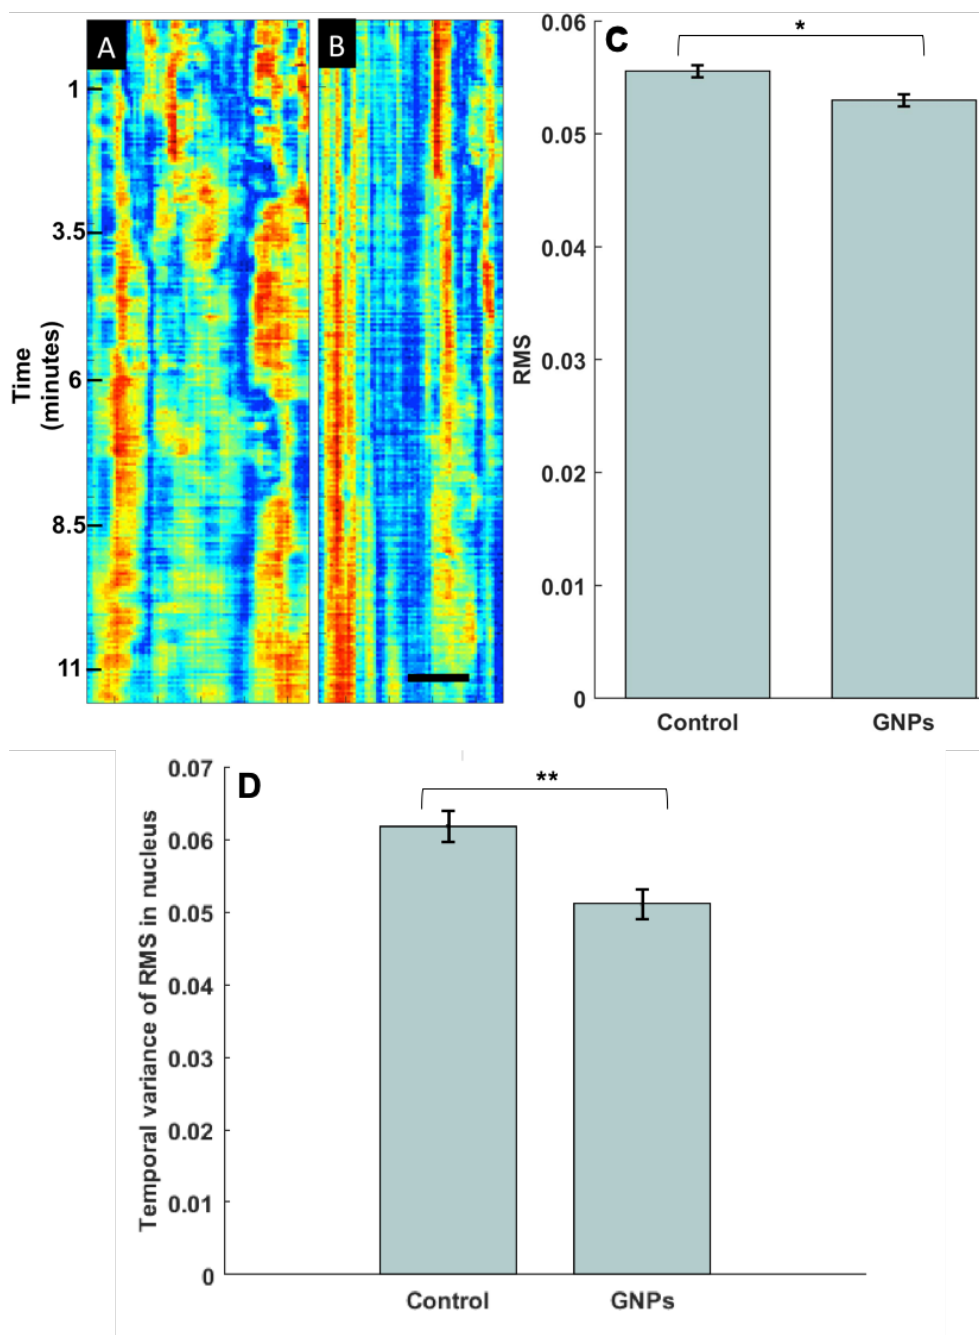 A
B
1
3.5
6
8.5
11
Time
(minutes)
C
*
0.06
0.05
0.04
0.03
0.02
0.01
0
RMS
Control
GNPs
D
**
0.07
0.06
0.05
0.04
0.03
0.02
0.01
0
Temporal variance of RMS in nucleus
Control
GNPs